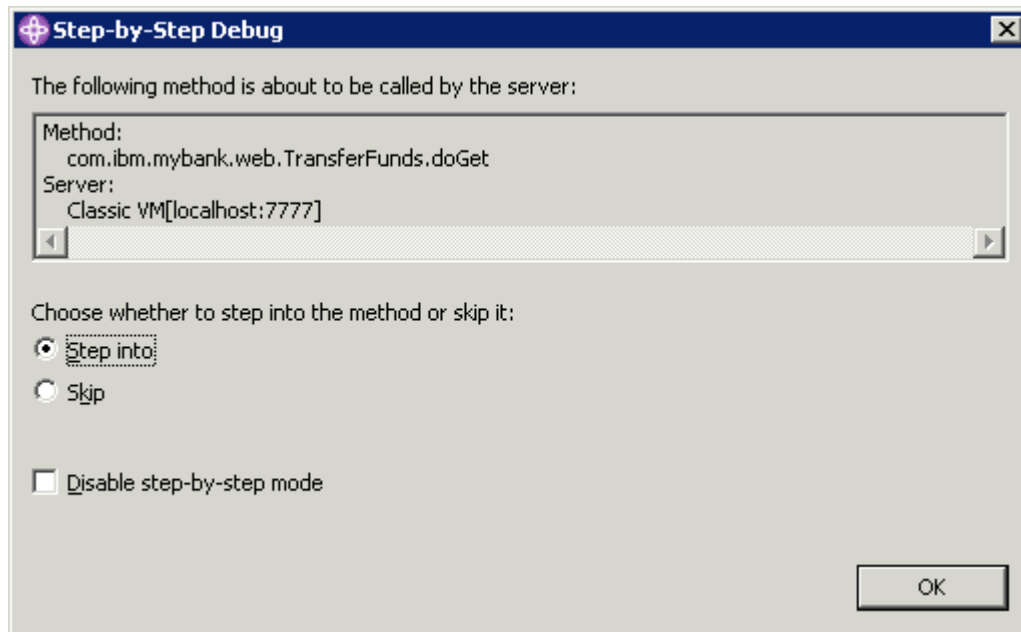 Step-by-Step Debug
The following method is about to be called by the server:
Method:
com.ibm.mybank.web.TransferFunds.doGet
Server:
Classic VM[localhost:7777]
Choose whether to step into the method or skip it:
Step into
Skip
Disable step-by-step mode
OK